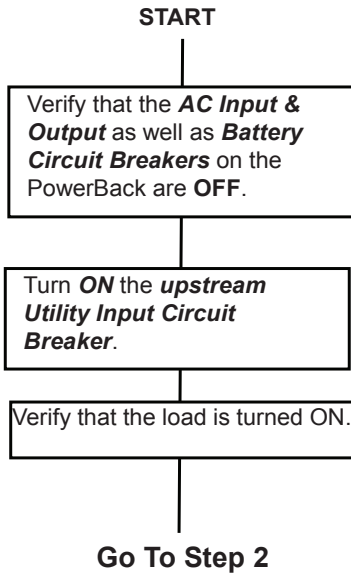 START
Verify that the AC Input &
Output as well as Battery
Circuit Breakers on the
PowerBack are OFF.
Turn ON the upstream
Utility Input Circuit
Breaker.
Verify that the load is turned ON.
Go To Step 2